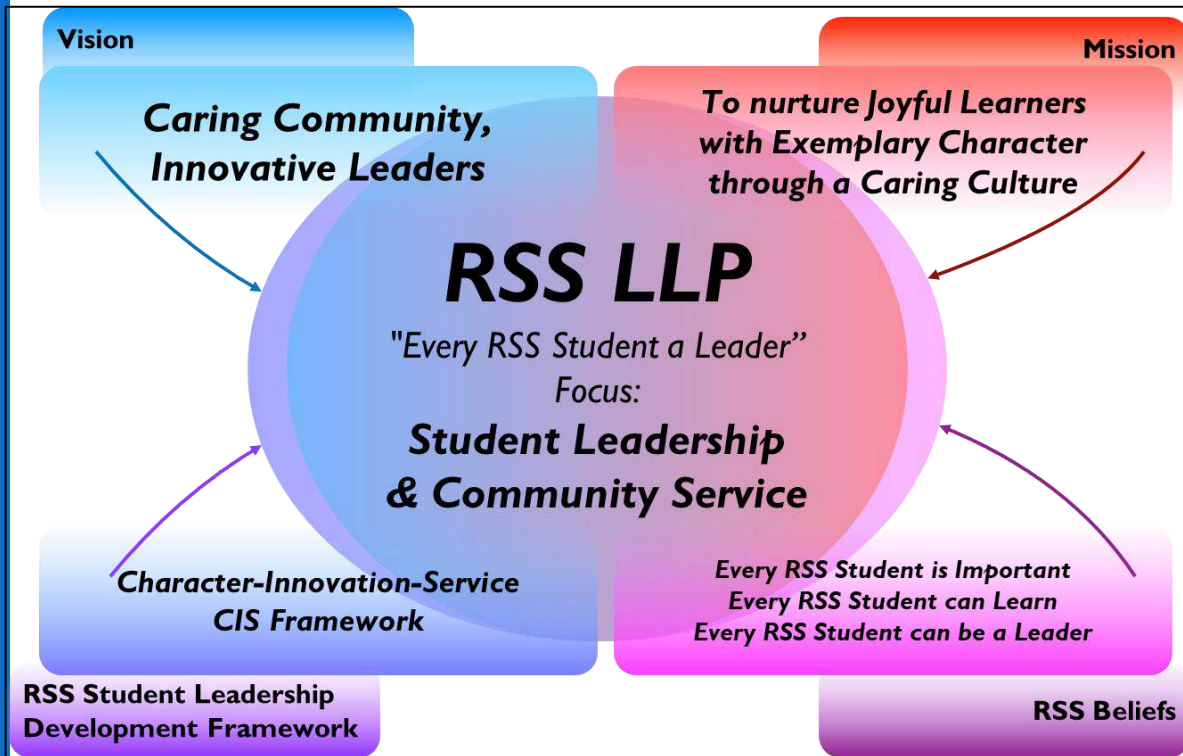 Vision
Caring Community,
Innovative Leaders
Mission
To nurture Joyful Learners
with Exemplary Character
through a Caring Culture
RSS LLP
"Every RSS Student a Leader”
Focus:
Student Leadership
& Community Service
Character-Innovation-Service
CIS Framework
RSS Student Leadership
Development Framework
Every RSS Student is Important
Every RSS Student can Learn
Every RSS Student can be a Leader
RSS Beliefs